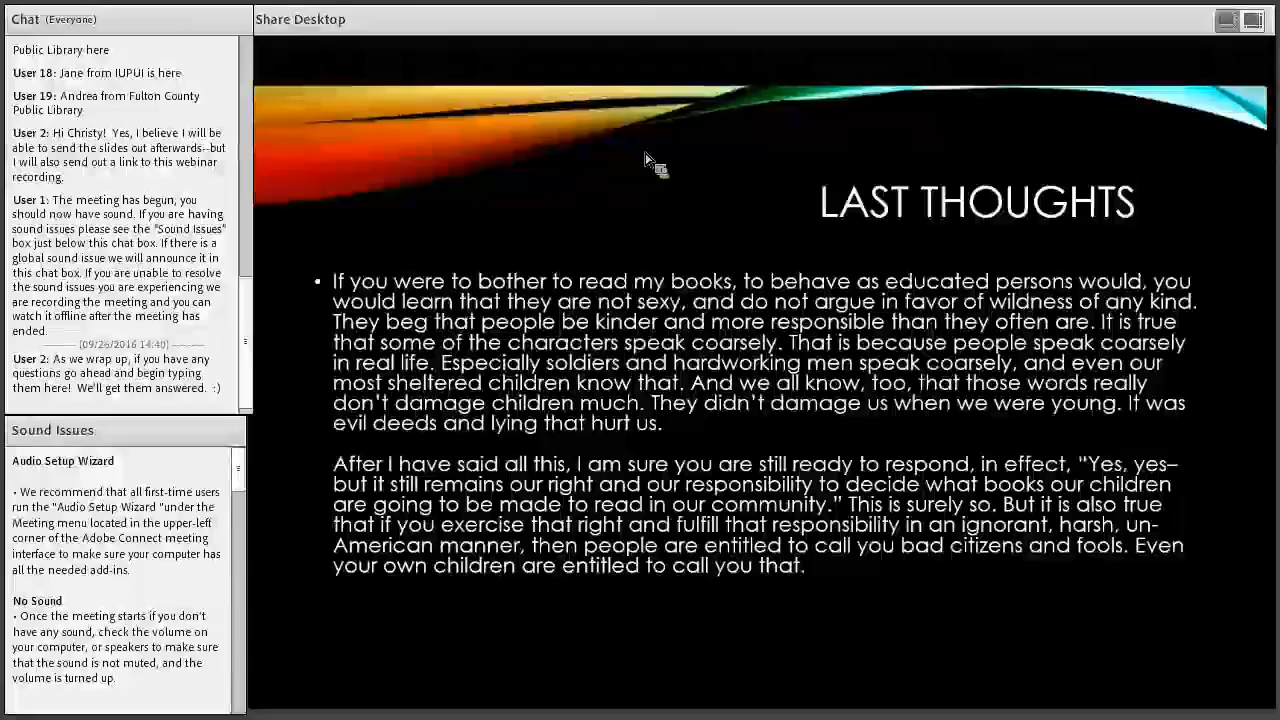 Chat (Everyone)
Public Library here
User 18: Jane from IUPUI is here
User 19: Andrea from Fulton County
Public Library
User 2: Hi Christy!  Yes, I believe I will be
able to send the slides out afterwards--but
I will also send out a link to this webinar
recording.
User 1: The meeting has begun, you
should now have sound. If you are having
sound issues please see the "Sound Issues"
box just below this chat box. If there is a
global sound issue we will announce it in
this chat box. If you are unable to resolve
the sound issues you are experiencing we
are recording the meeting and you can
watch it offline after the meeting has
ended.
(09/26/2016 14:40)
User 2: As we wrap up, if you have any
questions go ahead and begin typing
them here!  We'll get them answered.  :)
Sound Issues
Audio Setup Wizard
• We recommend that all first-time users
run the "Audio Setup Wizard "under the
Meeting menu located in the upper-left
corner of the Adobe Connect meeting
interface to make sure your computer has
all the needed add-ins.
No Sound
• Once the meeting starts if you don't
have any sound, check the volume on
your computer, or speakers to make sure
that the sound is not muted, and the
volume is turned up.
Share Desktop
LAST THOUGHTS
• If you were to bother to read my books, to behave as educated persons would, you
would learn that they are not sexy, and do not argue in favor of wildness of any kind.
They beg that people be kinder and more responsible than they often are. It is true
that some of the characters speak coarsely. That is because people speak coarsely
in real life. Especially soldiers and hardworking men speak coarsely, and even our
most sheltered children know that. And we all know, too, that those words really
don't damage children much. They didn't damage us when we were young. It was
evil deeds and lying that hurt us.
After I have said all this, I am sure you are still ready to respond, in effect, "Yes, yes–
but it still remains our right and our responsibility to decide what books our children
are going to be made to read in our community." This is surely so. But it is also true
that if you exercise that right and fulfill that responsibility in an ignorant, harsh, un-
American manner, then people are entitled to call you bad citizens and fools. Even
your own children are entitled to call you that.